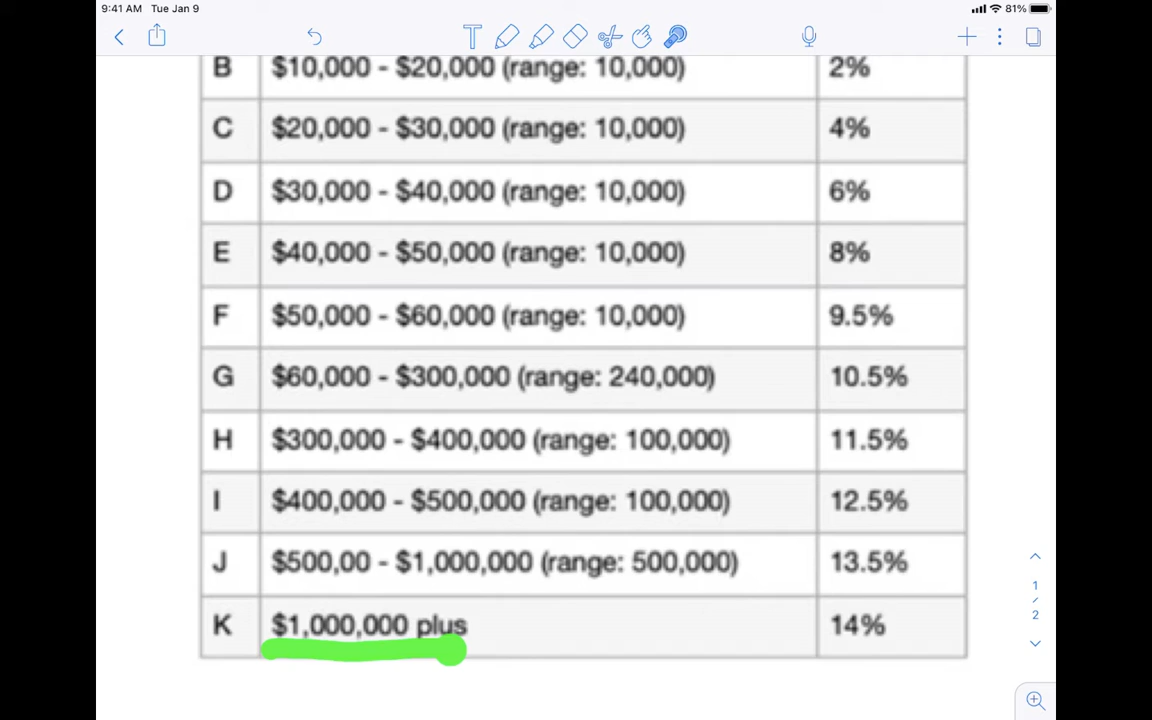 9:41 AM Tue Jan 9
81%
B $10,000 - $20,000 (range: 10,000) 2%
C $20,000 - $30,000 (range: 10,000) 4%
D $30,000 - $40,000 (range: 10,000) 6%
E $40,000 - $50,000 (range: 10,000) 8%
F $50,000 - $60,000 (range: 10,000) 9.5%
G $60,000 - $300,000 (range: 240,000) 10.5%
H $300,000 - $400,000 (range: 100,000) 11.5%
I $400,000 - $500,000 (range: 100,000) 12.5%
J $500,00 - $1,000,000 (range: 500,000) 13.5%
K $1,000,000 plus 14%
1
/
2